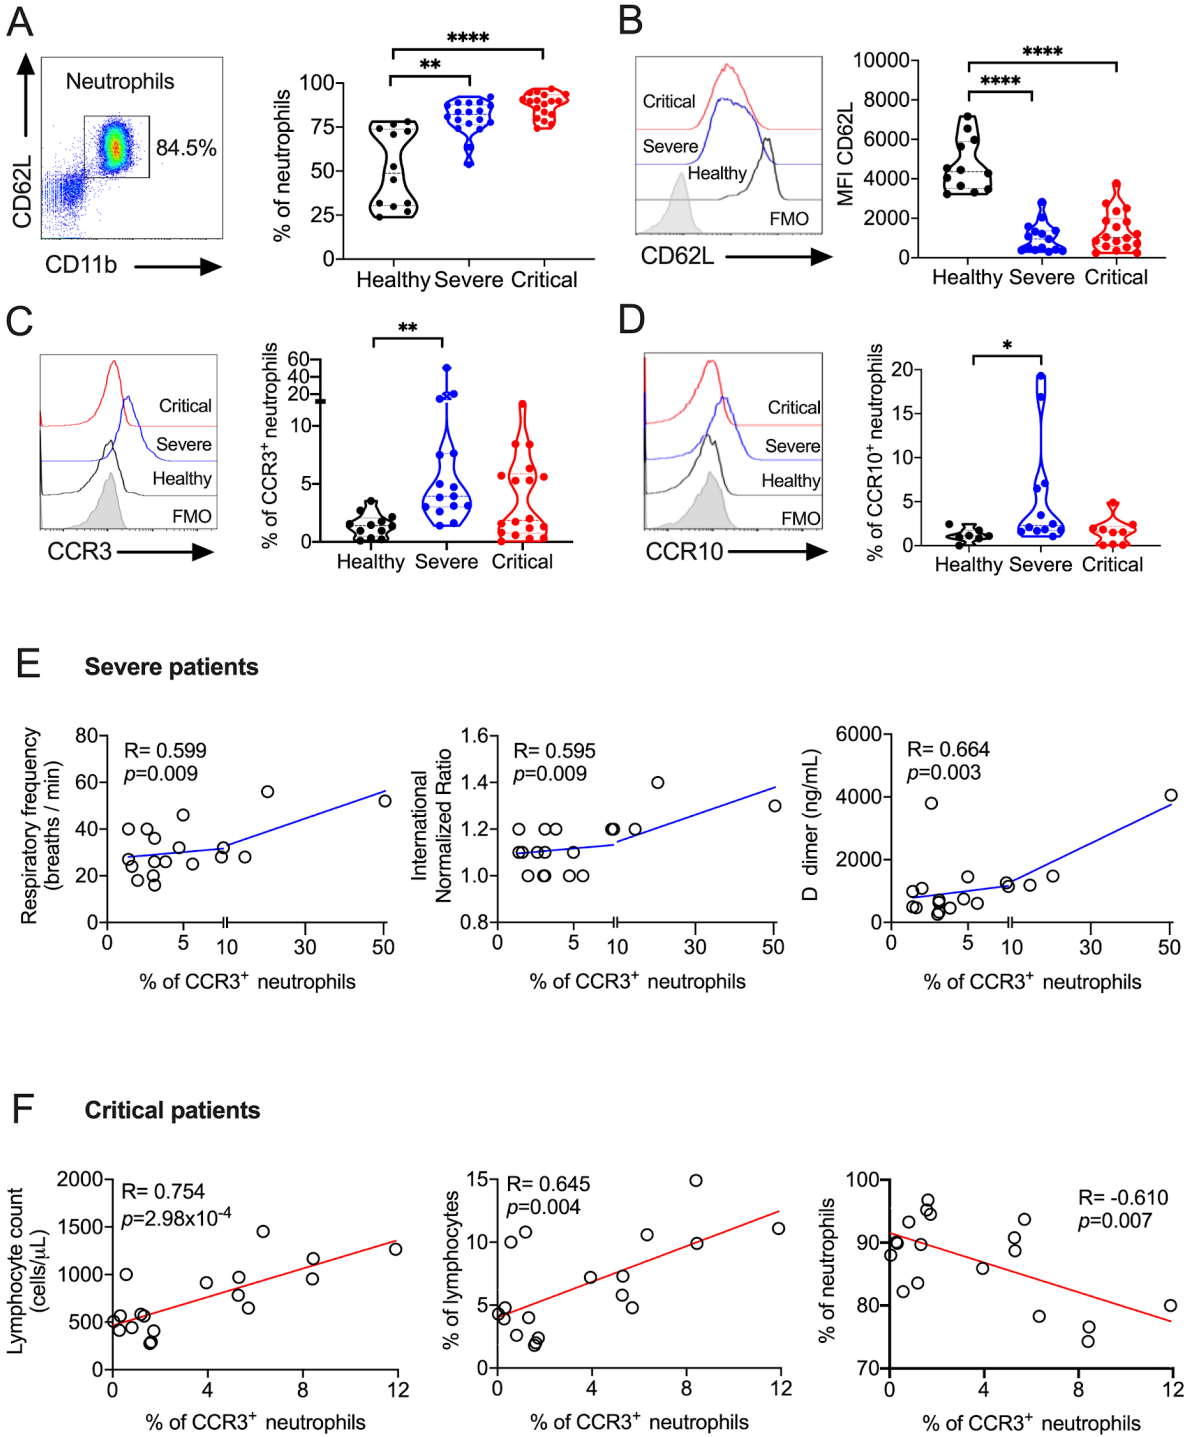 A
Neutrophils
84.5%
CD62L
CD11b
% of neutrophils
100
75
50
25
0
**
****
Healthy Severe Critical
B
Critical
Severe
Healthy
FMO
CD62L
MFI CD62L
10000
8000
6000
4000
2000
0
****
****
Healthy Severe Critical
C
Critical
Severe
Healthy
FMO
CCR3
% of CCR3+ neutrophils
60
40
20
10
5
0
**
Healthy Severe Critical
D
Critical
Severe
Healthy
FMO
CCR10
% of CCR10+ neutrophils
20
15
10
5
0
*
Healthy Severe Critical
E Severe patients
Respiratory frequency
(breaths / min)
80
60
40
20
0
R= 0.599
p=0.009
0 5 10 30 50
% of CCR3+ neutrophils
International
Normalized Ratio
1.6
1.4
1.2
1.0
0.8
R= 0.595
p=0.009
0 5 10 30 50
% of CCR3+ neutrophils
D dimer (ng/mL)
6000
4000
2000
0
R= 0.664
p=0.003
0 5 10 30 50
% of CCR3+ neutrophils
F Critical patients
Lymphocyte count
(cells/µL)
2000
1500
1000
500
0
R= 0.754
p=2.98x10-4
0 4 8 12
% of CCR3+ neutrophils
% of lymphocytes
15
10
5
0
R= 0.645
p=0.004
0 4 8 12
% of CCR3+ neutrophils
% of neutrophils
100
90
80
70
R= -0.610
p=0.007
0 4 8 12
% of CCR3+ neutrophils